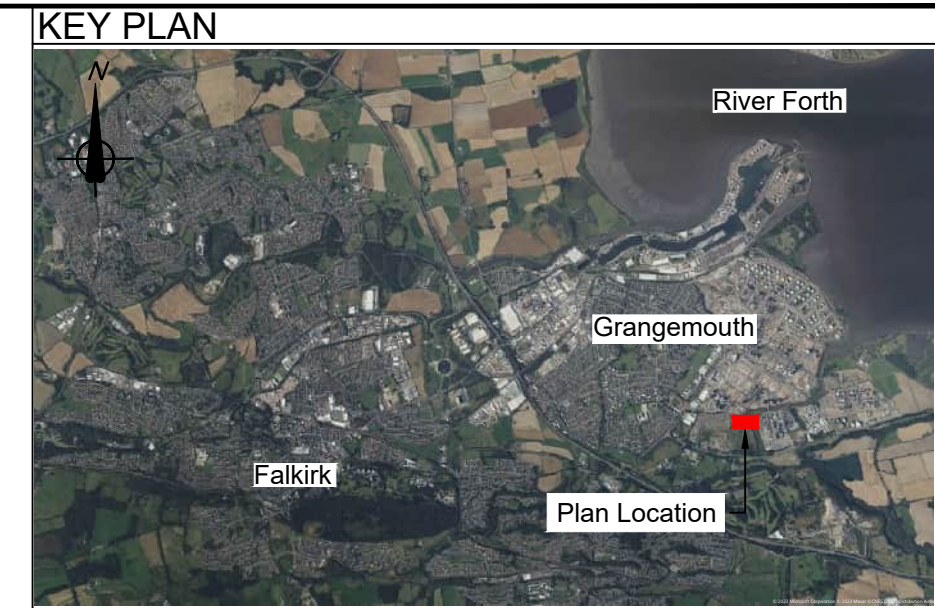 KEY PLAN
N
River Forth
Grangemouth
Falkirk
Plan Location